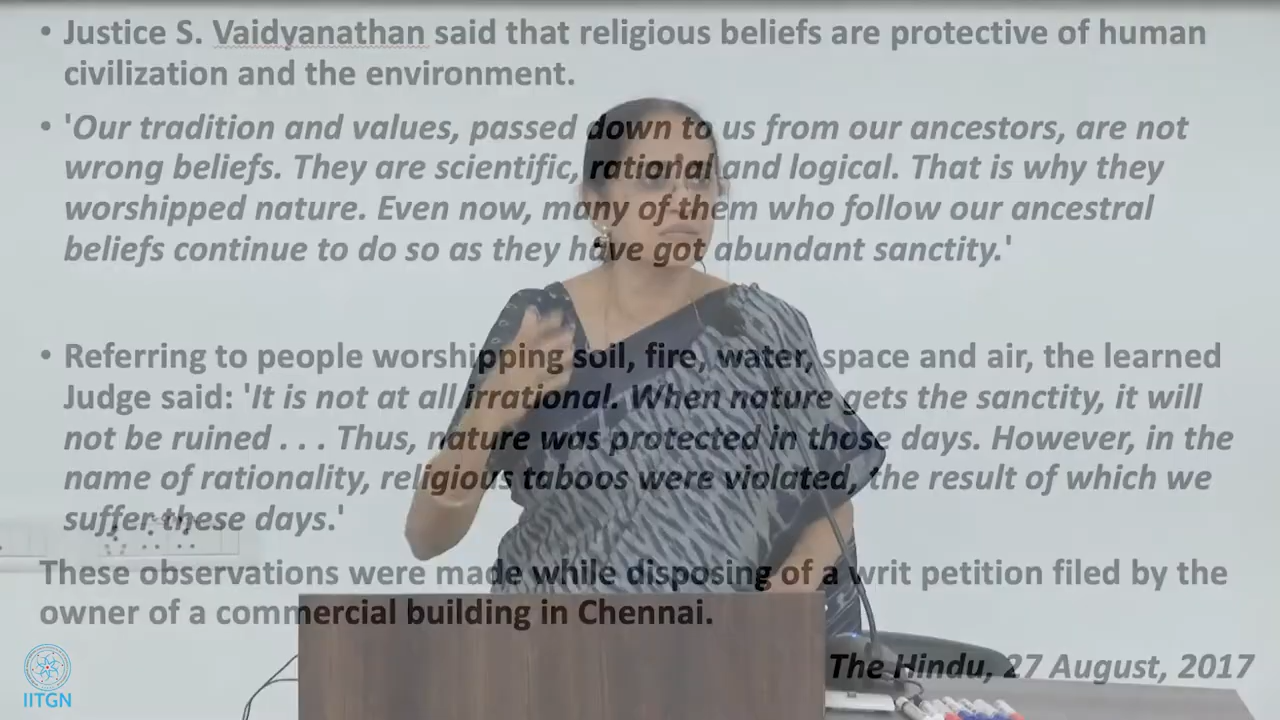 • Justice S. Vaidyanathan said that religious beliefs are protective of human
civilization and the environment.
• 'Our tradition and values, passed down to us from our ancestors, are not
wrong beliefs. They are scientific, rational and logical. That is why they
worshipped nature. Even now, many of them who follow our ancestral
beliefs continue to do so as they have got abundant sanctity.'
• Referring to people worshipping soil, fire, water, space and air, the learned
Judge said: 'It is not at all irrational. When nature gets the sanctity, it will
not be ruined . . . Thus, nature was protected in those days. However, in the
name of rationality, religious taboos were violated, the result of which we
suffer these days.'
These observations were made while disposing of a writ petition filed by the
owner of a commercial building in Chennai.
The Hindu, 27 August, 2017
IITGN